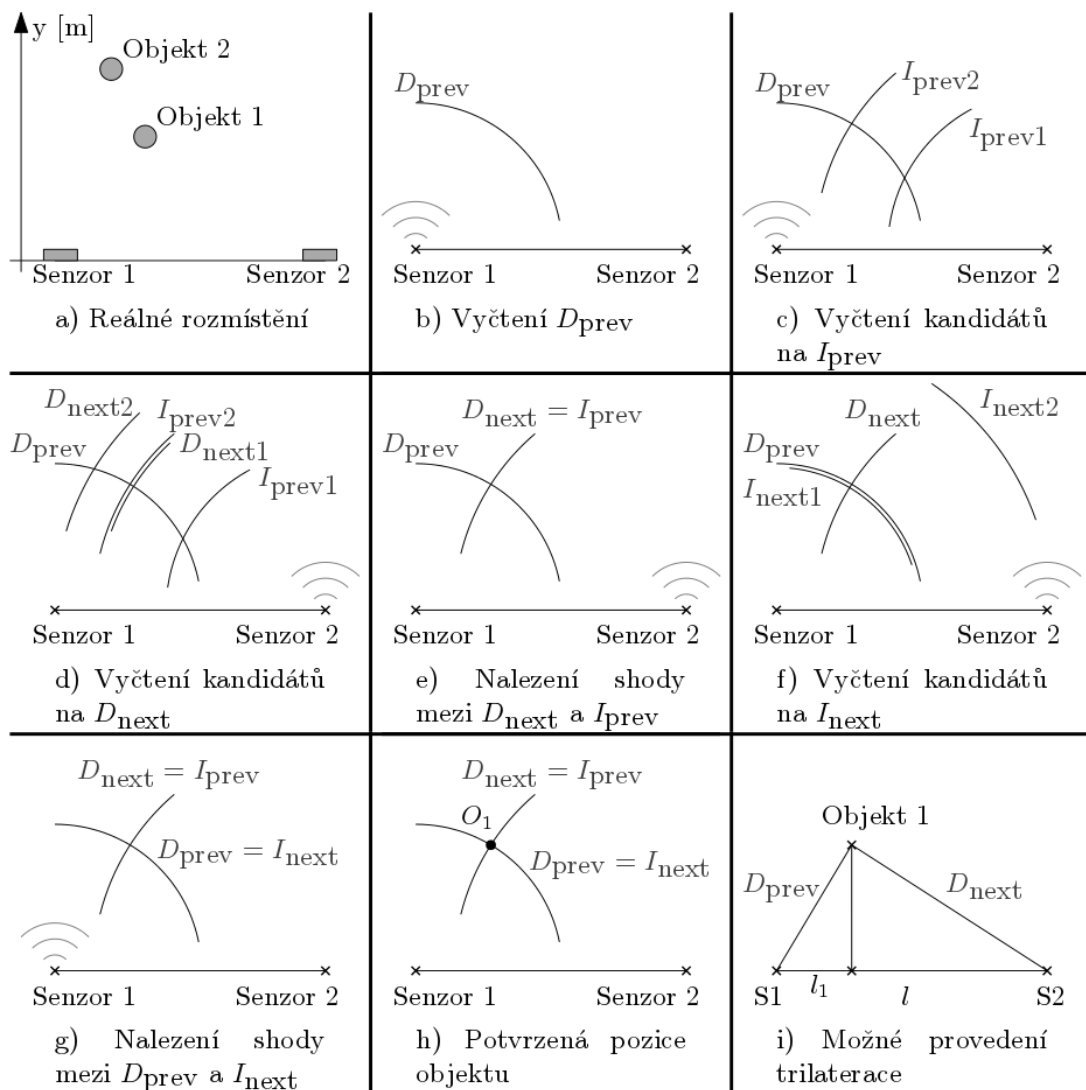 y [m]
Objekt 2
Objekt 1
Senzor 1 Senzor 2
a) Reálné rozmístění
D_prev
Senzor 1 Senzor 2
b) Vyčtení D_prev
D_prev
I_prev2
I_prev1
Senzor 1 Senzor 2
c) Vyčtení kandidátů
na I_prev
D_next2
I_prev2
D_prev
D_next1
I_prev1
Senzor 1 Senzor 2
d) Vyčtení kandidátů
na D_next
D_next = I_prev
D_prev
Senzor 1 Senzor 2
e) Nalezení shody
mezi D_next a I_prev
D_next
I_next2
D_prev
I_next1
Senzor 1 Senzor 2
f) Vyčtení kandidátů
na I_next
D_next = I_prev
D_prev = I_next
Senzor 1 Senzor 2
g) Nalezení shody
mezi D_prev a I_next
D_next = I_prev
O_1
D_prev = I_next
Senzor 1 Senzor 2
h) Potvrzená pozice
objektu
Objekt 1
D_prev D_next
S1 l_1 l S2
i) Možné provedení
trilaterace